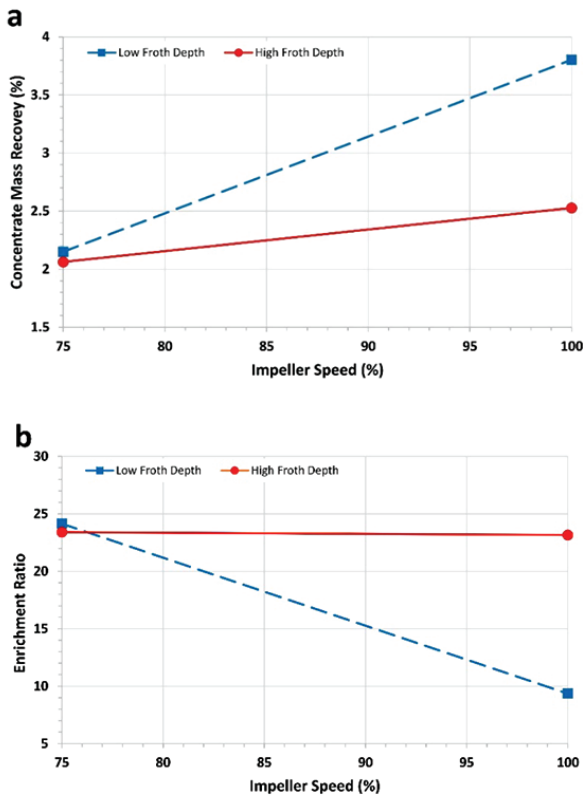 a
4
Low Froth Depth High Froth Depth
3.5
3
2.5
2
1.5
Concentrate Mass Recovey (%)
75 80 85 90 95 100
Impeller Speed (%)
b
30
Low Froth Depth High Froth Depth
25
20
15
10
5
Enrichment Ratio
75 80 85 90 95 100
Impeller Speed (%)